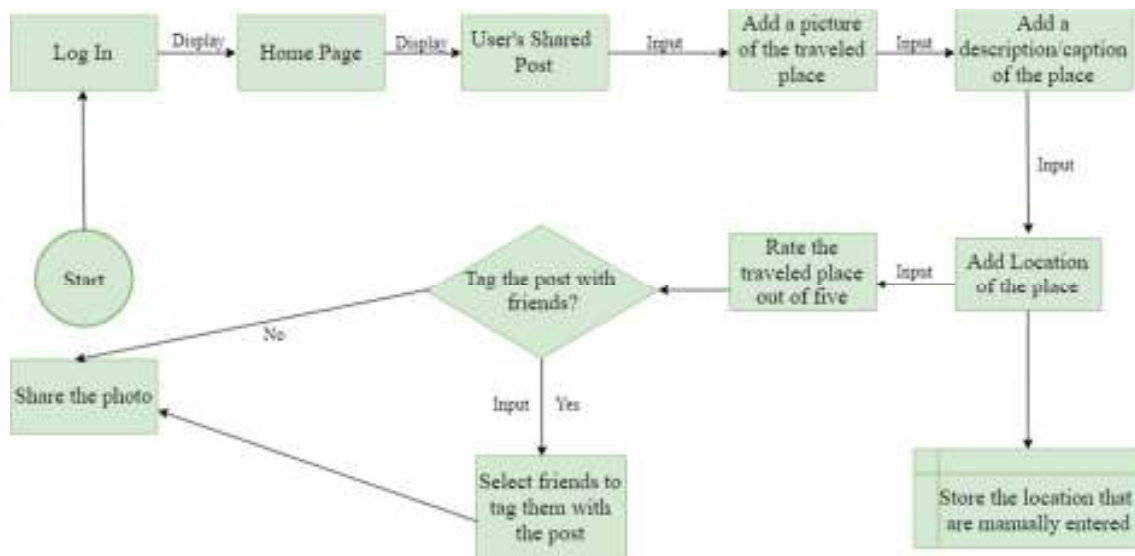 Log In
Display
Home Page
Display
User's Shared
Post
Input
Add a picture
of the traveled
place
Input
Add a
description/caption
of the place
Input
Start
Tag the post with
friends?
Rate the
traveled place
out of five
Input
Add Location
of the place
No
Share the photo
Input
Yes
Select friends to
tag them with
the post
Store the location that
are manually entered